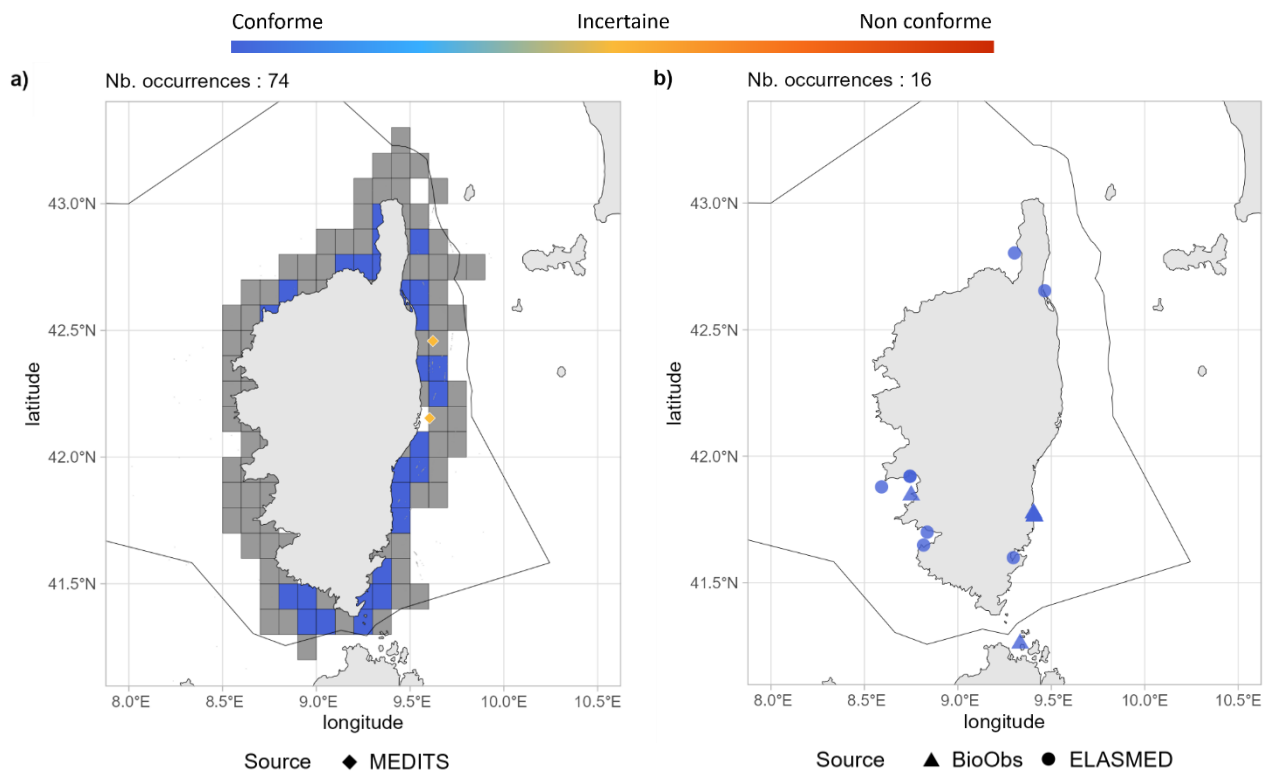 Conforme Incertaine Non conforme
a) Nb. occurrences : 74
43.0°N
42.5°N
42.0°N
41.5°N
latitude
8.0°E 8.5°E 9.0°E 9.5°E 10.0°E 10.5°E
longitude
Source MEDITS
b) Nb. occurrences : 16
43.0°N
42.5°N
42.0°N
41.5°N
latitude
8.0°E 8.5°E 9.0°E 9.5°E 10.0°E 10.5°E
longitude
Source BioObs ELASMED